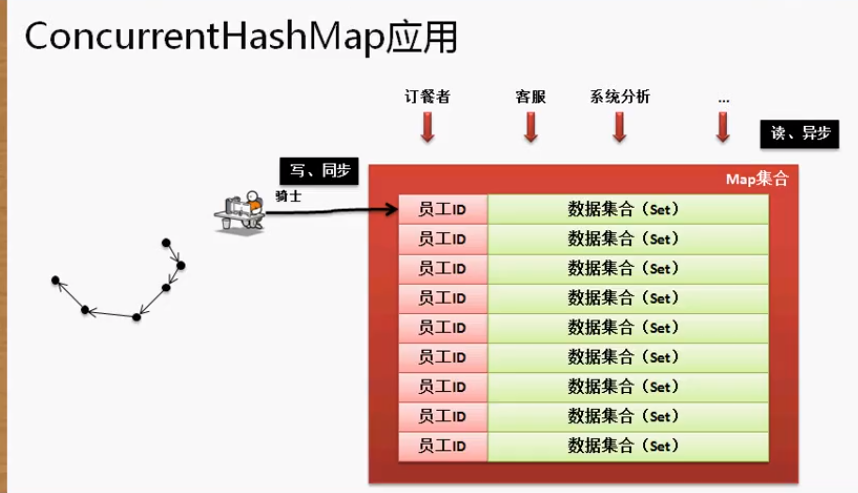 ConcurrentHashMap应用
订餐者
客服
系统分析
...
读、异步
写、同步
骑士
Map集合
员工ID 数据集合（Set）
员工ID 数据集合（Set）
员工ID 数据集合（Set）
员工ID 数据集合（Set）
员工ID 数据集合（Set）
员工ID 数据集合（Set）
员工ID 数据集合（Set）
员工ID 数据集合（Set）
员工ID 数据集合（Set）